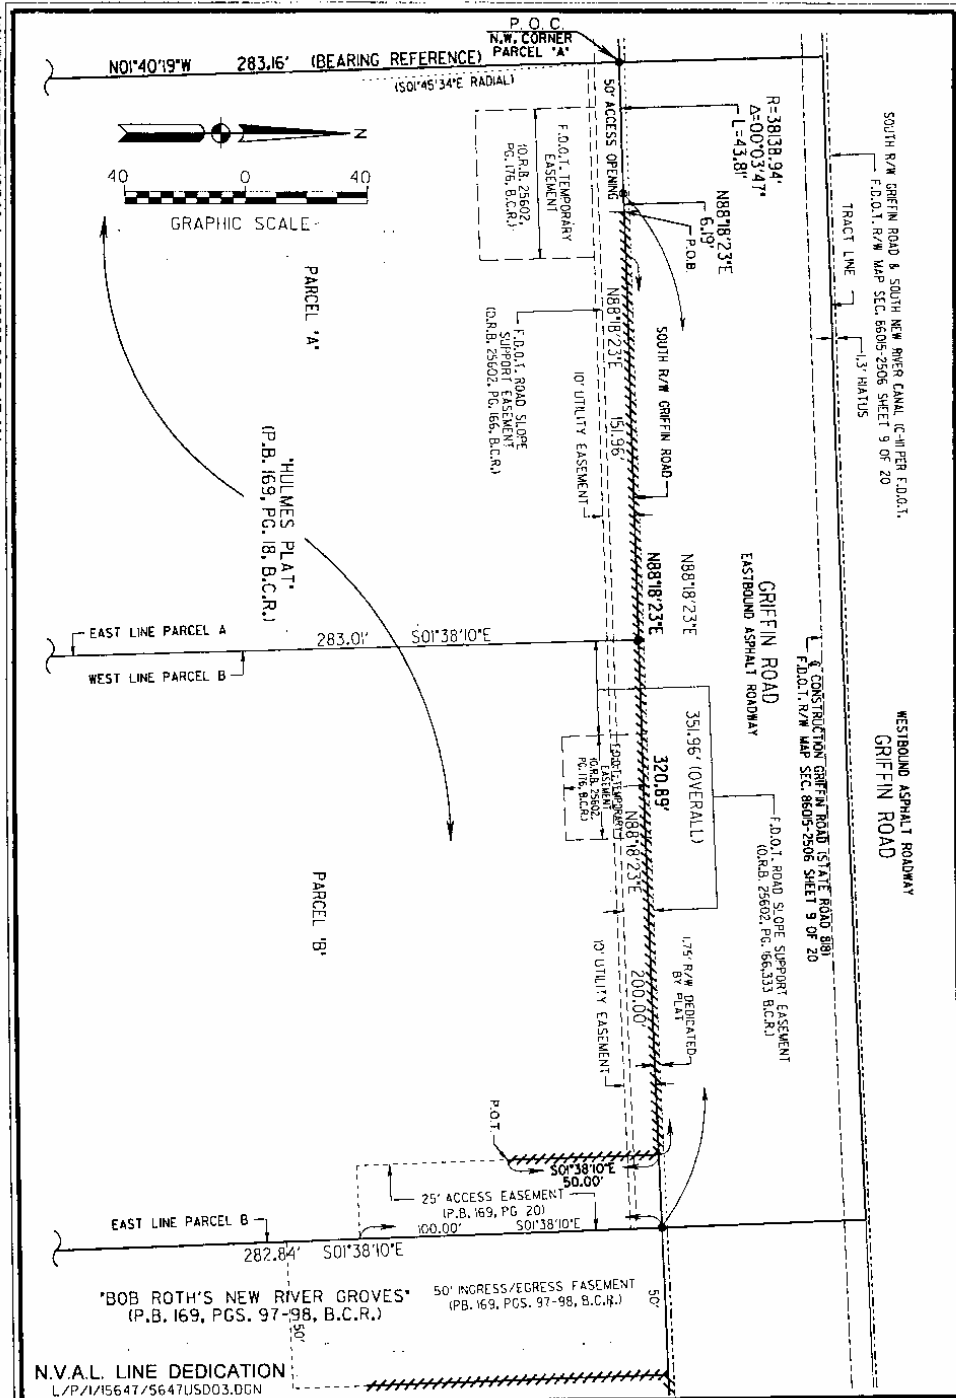 P. O. C.
N.W. CORNER
PARCEL 'A'
N01°40'19"W 283.16' (BEARING REFERENCE)
(S01°45'34"E RADIAL)
N
40 0 40
GRAPHIC SCALE
50' ACCESS OPENING
R=38138.94'
Δ=00°03'47"
L=43.81'
N88°18'23"E
6.19'
P.O.B.
SOUTH R/W GRIFFIN ROAD & SOUTH NEW RIVER CANAL (C-11) PER F.D.O.T.
F.D.O.T. R/W MAP SEC. 86015-2506 SHEET 9 OF 20
TRACT LINE
1.3' HIATUS
F.D.O.T. TEMPORARY
EASEMENT
(O.R.B. 25602,
PG. 176, B.C.R.)
PARCEL 'A'
F.D.O.T. ROAD SLOPE
SUPPORT EASEMENT
(O.R.B. 25602, PG. 166, B.C.R.)
N88°18'23"E 151.96'
10' UTILITY EASEMENT
SOUTH R/W GRIFFIN ROAD
"HULMES PLAT"
(P.B. 169, PG. 18, B.C.R.)
N88°18'23"E
N88°18'23"E
GRIFFIN ROAD
EASTBOUND ASPHALT ROADWAY
EAST LINE PARCEL A
283.01' S01°38'10"E
WEST LINE PARCEL B
℄ CONSTRUCTION GRIFFIN ROAD (STATE ROAD 818)
F.D.O.T. R/W MAP SEC. 86015-2506 SHEET 9 OF 20
WESTBOUND ASPHALT ROADWAY
GRIFFIN ROAD
351.96' (OVERALL)
320.89'
F.D.O.T. TEMPORARY
EASEMENT
(O.R.B. 25602,
PG. 176, B.C.R.)
N88°18'23"E 200.00'
F.D.O.T. ROAD SLOPE SUPPORT EASEMENT
(O.R.B. 25602, PG. 166,333 B.C.R.)
PARCEL 'B'
10' UTILITY EASEMENT
1.75' R/W DEDICATED
BY PLAT
P.O.T.
S01°38'10"E
50.00'
25' ACCESS EASEMENT
(P.B. 169, PG 20)
100.00' S01°38'10"E
EAST LINE PARCEL B
282.84' S01°38'10"E
"BOB ROTH'S NEW RIVER GROVES"
(P.B. 169, PGS. 97-98, B.C.R.)
50' INGRESS/EGRESS EASEMENT
(PB. 169, PGS. 97-98, B.C.R.)
50'
50'
N.V.A.L. LINE DEDICATION
L/P/I/15647/5647USD03.DGN